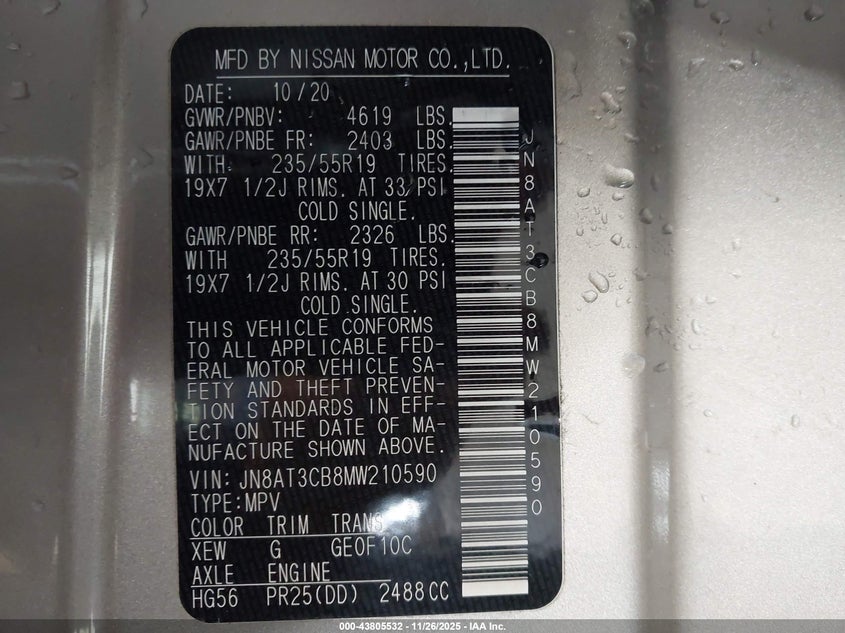 MFD BY NISSAN MOTOR CO.,LTD.
DATE: 10/20
GVWR/PNBV: 4619 LBS.
GAWR/PNBE FR: 2403 LBS.
WITH 235/55R19 TIRES.
19X7 1/2J RIMS. AT 33 PSI
COLD SINGLE.
GAWR/PNBE RR: 2326 LBS.
WITH 235/55R19 TIRES.
19X7 1/2J RIMS. AT 30 PSI
COLD SINGLE.
THIS VEHICLE CONFORMS
TO ALL APPLICABLE FED-
ERAL MOTOR VEHICLE SA-
FETY AND THEFT PREVEN-
TION STANDARDS IN EFF-
ECT ON THE DATE OF MA-
NUFACTURE SHOWN ABOVE.
VIN: JN8AT3CB8MW210590
TYPE:MPV
COLOR TRIM TRANS
XEW G GE0F10C
AXLE ENGINE
HG56 PR25(DD) 2488CC
JN8AT3CB8MW210590
000-43805532 - 11/26/2025 - IAA Inc.